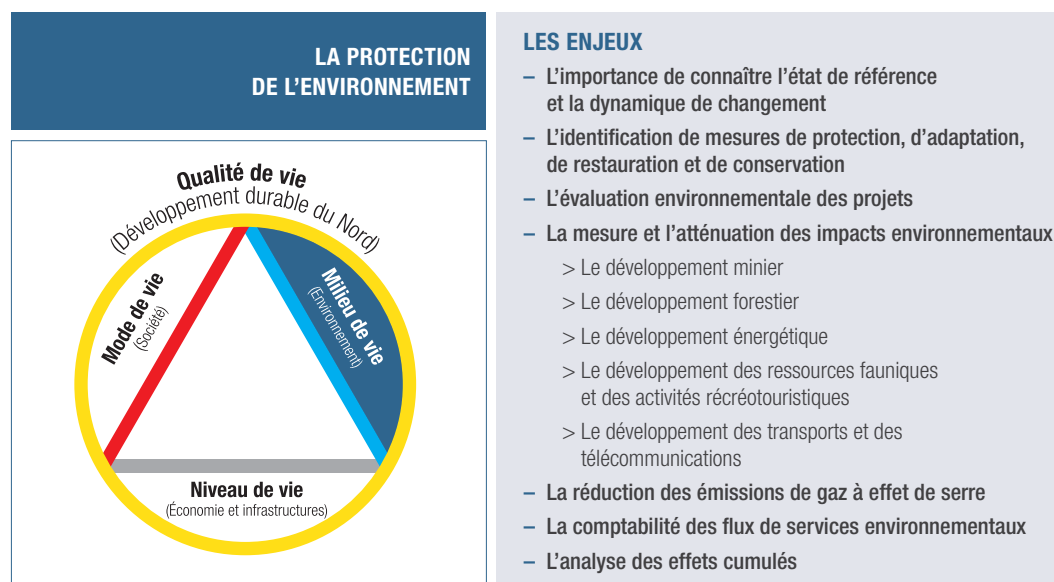 LA PROTECTION
DE L'ENVIRONNEMENT
Qualité de vie
(Développement durable du Nord)
Mode de vie
(Société)
Milieu de vie
(Environnement)
Niveau de vie
(Économie et infrastructures)
LES ENJEUX
– L'importance de connaître l'état de référence
et la dynamique de changement
– L'identification de mesures de protection, d'adaptation,
de restauration et de conservation
– L'évaluation environnementale des projets
– La mesure et l'atténuation des impacts environnementaux
> Le développement minier
> Le développement forestier
> Le développement énergétique
> Le développement des ressources fauniques
et des activités récréotouristiques
> Le développement des transports et des
télécommunications
– La réduction des émissions de gaz à effet de serre
– La comptabilité des flux de services environnementaux
– L'analyse des effets cumulés